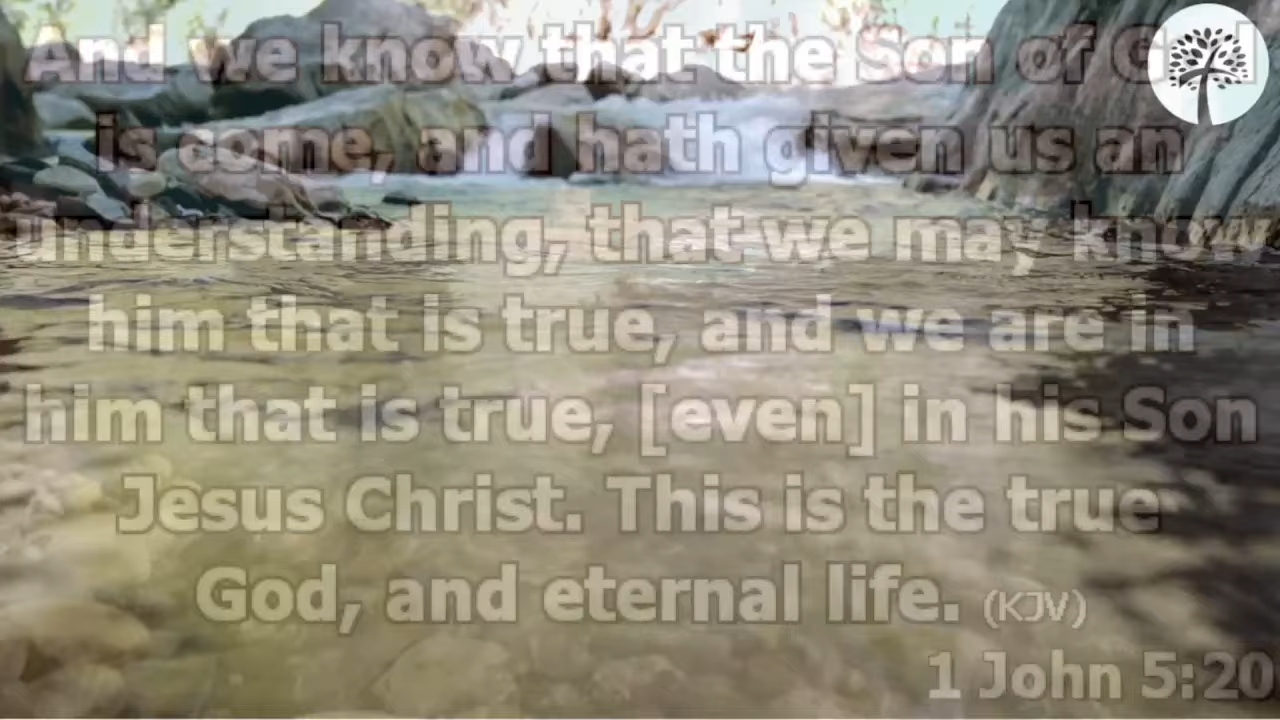 And we know that the Son of God
is come, and hath given us an
understanding, that we may know
him that is true, and we are in
him that is true, [even] in his Son
Jesus Christ. This is the true
God, and eternal life. (KJV)
1 John 5:20